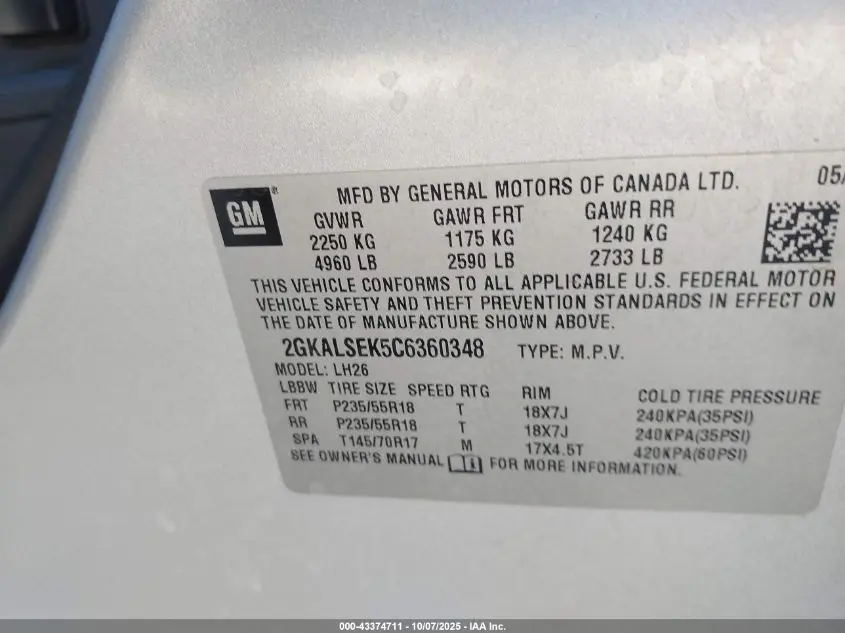 GM
MFD BY GENERAL MOTORS OF CANADA LTD. 05/
GVWR GAWR FRT GAWR RR
2250 KG 1175 KG 1240 KG
4960 LB 2590 LB 2733 LB
THIS VEHICLE CONFORMS TO ALL APPLICABLE U.S. FEDERAL MOTOR
VEHICLE SAFETY AND THEFT PREVENTION STANDARDS IN EFFECT ON
THE DATE OF MANUFACTURE SHOWN ABOVE.
2GKALSEK5C6360348 TYPE: M.P.V.
MODEL: LH26
LBBW TIRE SIZE SPEED RTG RIM COLD TIRE PRESSURE
FRT P235/55R18 T 18X7J 240KPA(35PSI)
RR P235/55R18 T 18X7J 240KPA(35PSI)
SPA T145/70R17 M 17X4.5T 420KPA(60PSI)
SEE OWNER'S MANUAL FOR MORE INFORMATION.
000-43374711 - 10/07/2025 - IAA Inc.